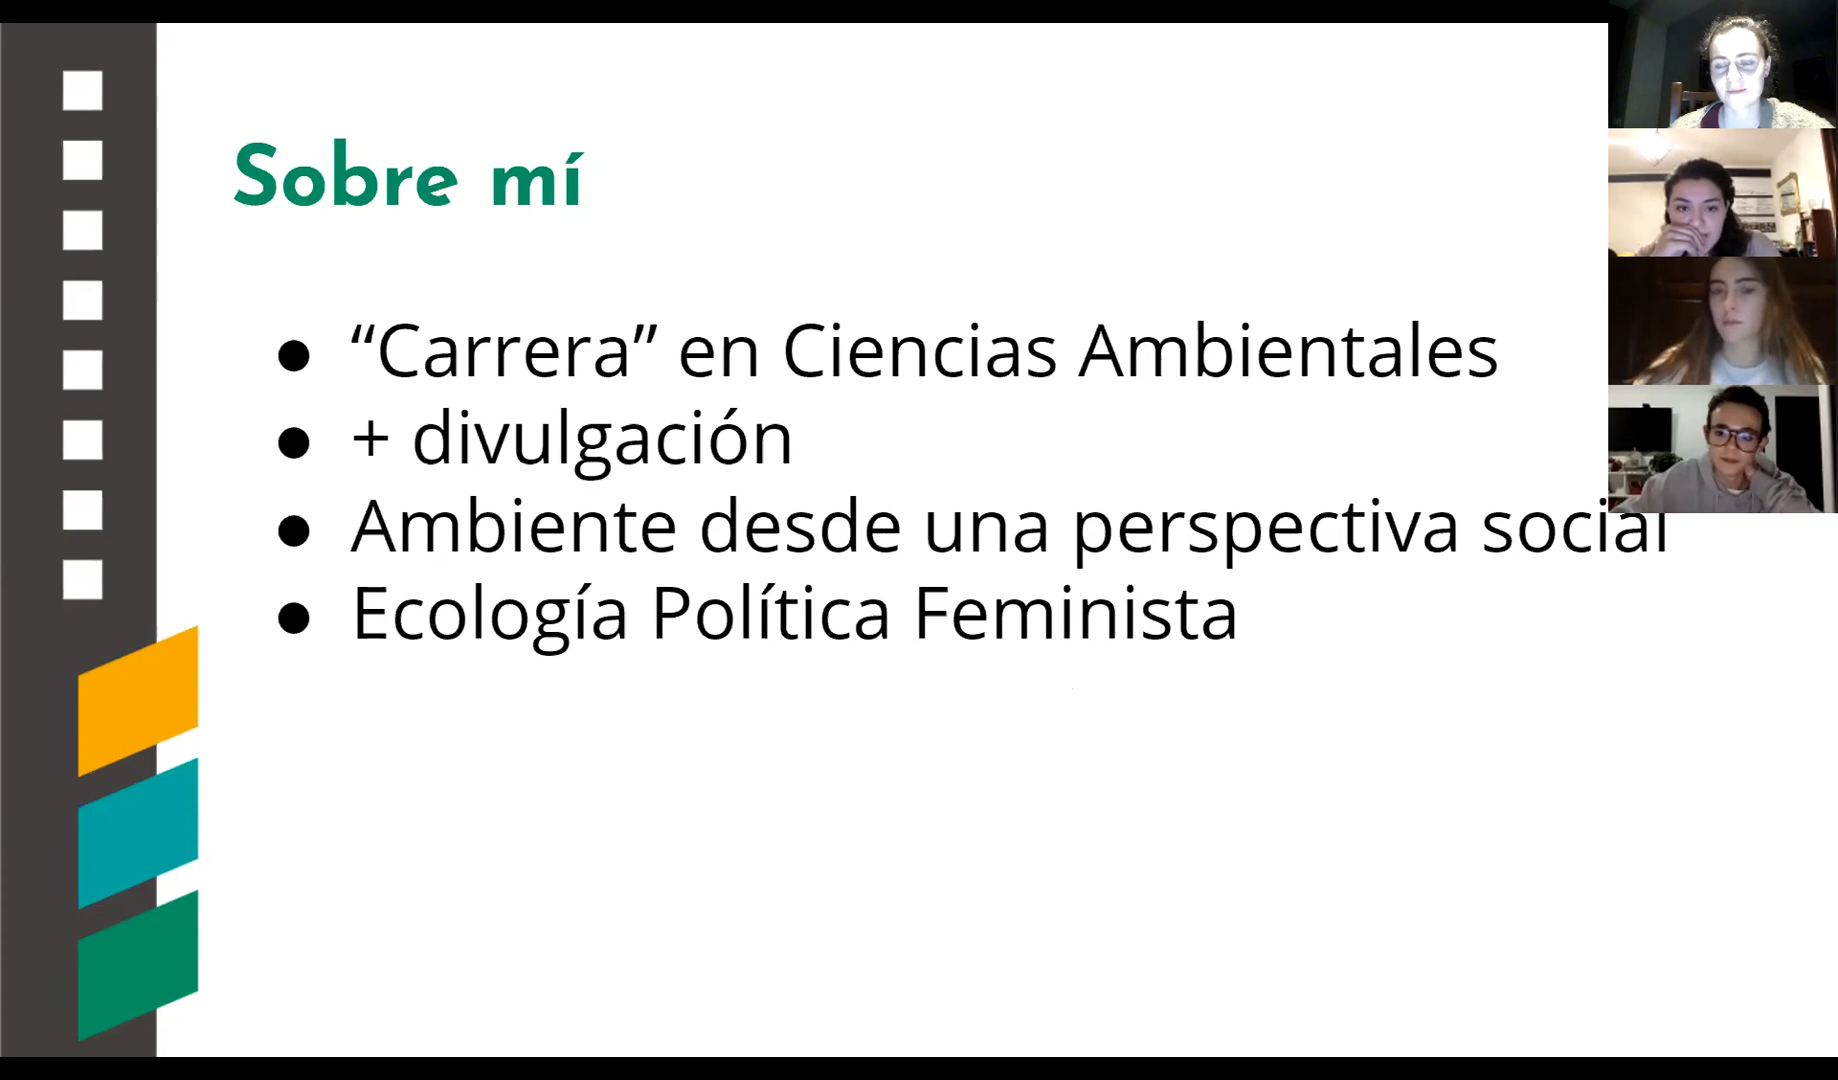 Sobre mí
● “Carrera” en Ciencias Ambientales
● + divulgación
● Ambiente desde una perspectiva social
● Ecología Política Feminista